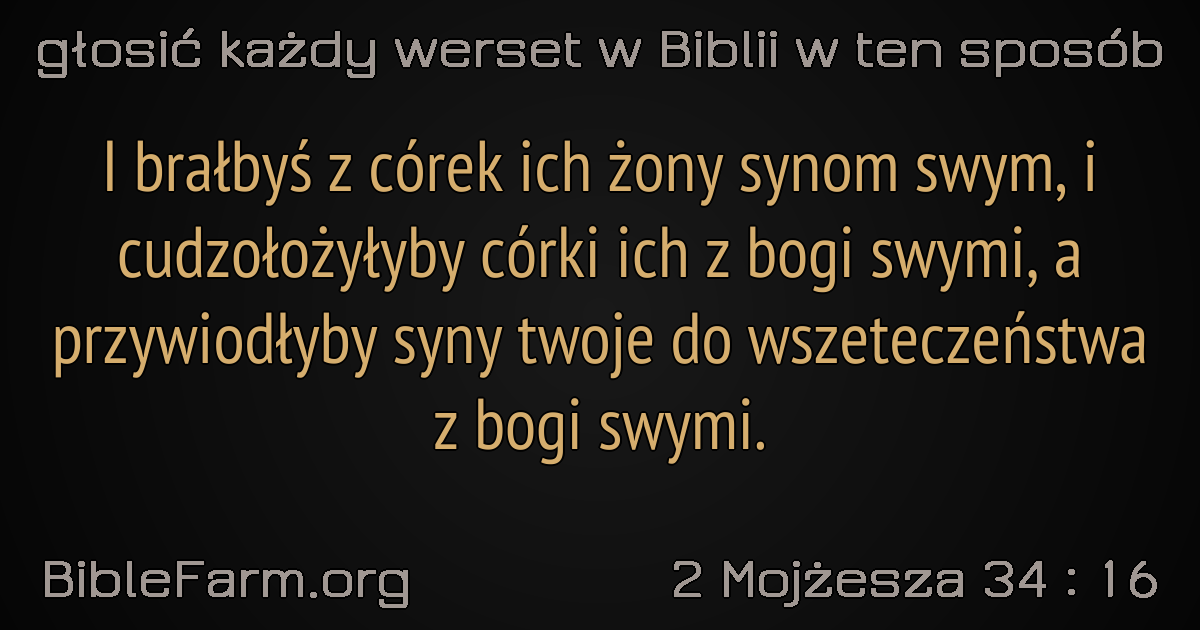 głosić każdy werset w Biblii w ten sposób
I brałbyś z córek ich żony synom swym, i
cudzołożyłyby córki ich z bogi swymi, a
przywiodłyby syny twoje do wszeteczeństwa
z bogi swymi.
BibleFarm.org
2 Mojżesza 34 : 16